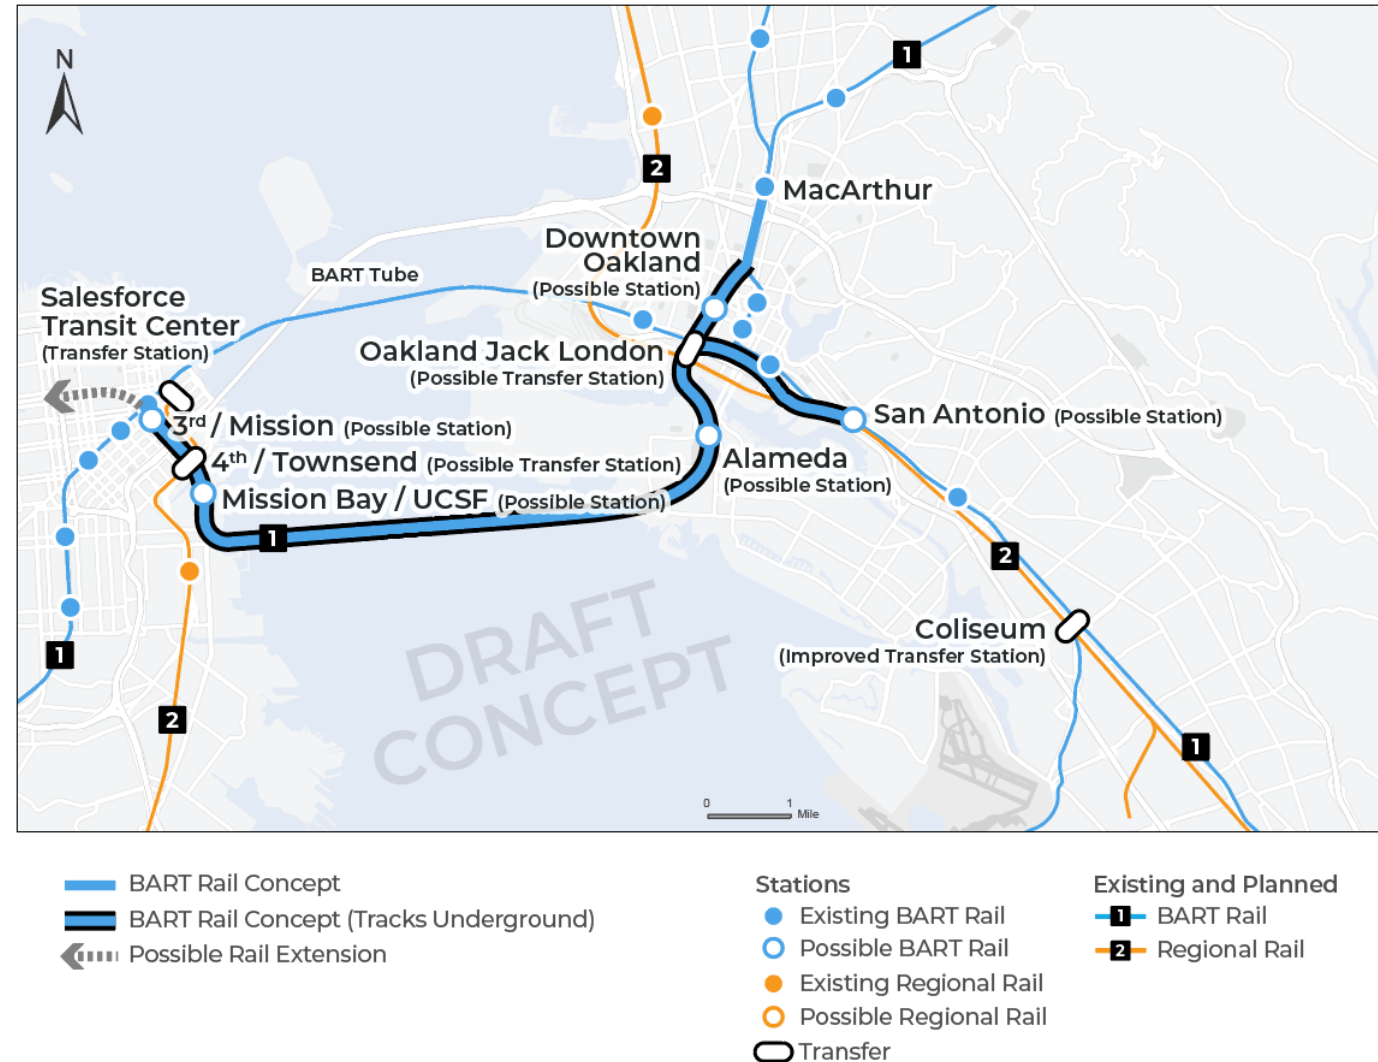 N
1
2
MacArthur
Downtown
Oakland
(Possible Station)
BART Tube
Salesforce
Transit Center
(Transfer Station)
Oakland Jack London
(Possible Transfer Station)
3rd / Mission (Possible Station)
San Antonio (Possible Station)
4th / Townsend (Possible Transfer Station)
Alameda
(Possible Station)
Mission Bay / UCSF (Possible Station)
1
2
DRAFT
CONCEPT
Coliseum
(Improved Transfer Station)
1
2
1
0 1
Mile
BART Rail Concept
BART Rail Concept (Tracks Underground)
Possible Rail Extension
Stations
Existing BART Rail
Possible BART Rail
Existing Regional Rail
Possible Regional Rail
Transfer
Existing and Planned
1 BART Rail
2 Regional Rail